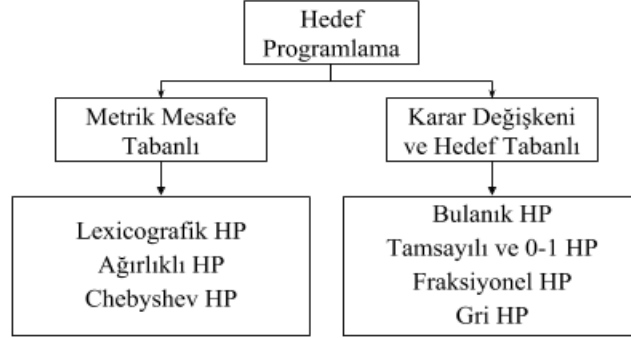 Hedef
Programlama
Metrik Mesafe
Tabanlı
Karar Değişkeni
ve Hedef Tabanlı
Lexicografik HP
Ağırlıklı HP
Chebyshev HP
Bulanık HP
Tamsayılı ve 0-1 HP
Fraksiyonel HP
Gri HP